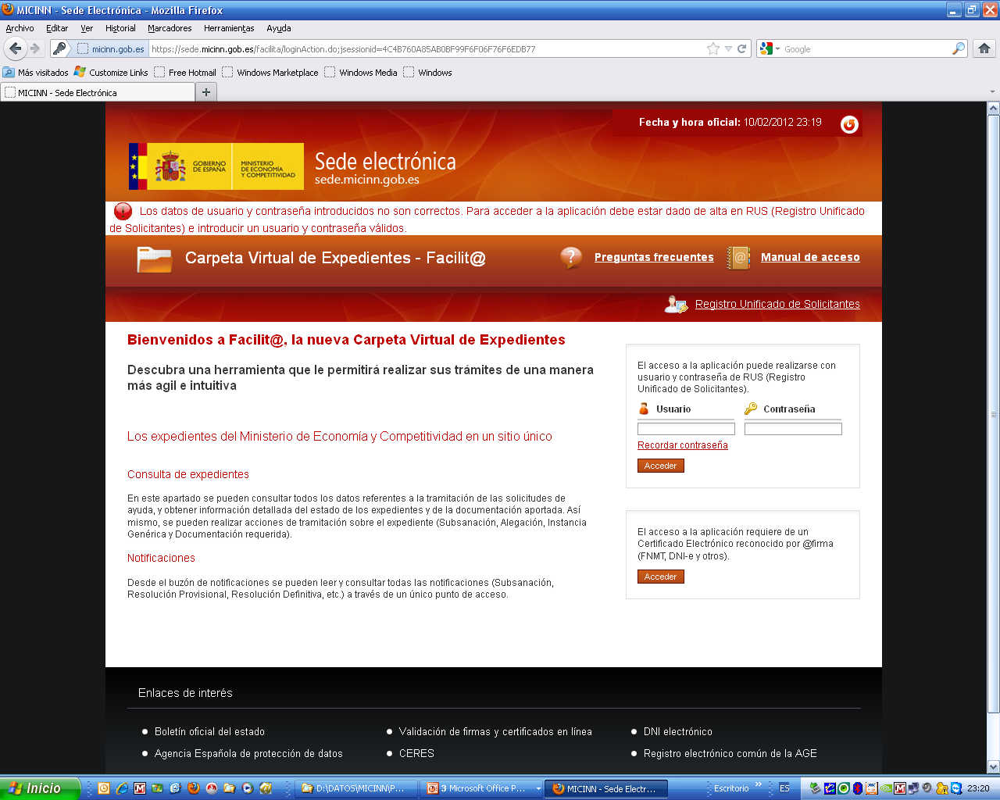 MICINN - Sede Electrónica - Mozilla Firefox
Archivo Editar Ver Historial Marcadores Herramientas Ayuda
micinn.gob.es https://sede.micinn.gob.es/facilita/loginAction.do;jsessionid=4C4B760A85AB0BF99F6F06F76F6EDB77 Google
Más visitados Customize Links Free Hotmail Windows Marketplace Windows Media Windows
MICINN - Sede Electrónica
Fecha y hora oficial: 10/02/2012 23:19
GOBIERNO DE ESPAÑA
MINISTERIO DE ECONOMÍA Y COMPETITIVIDAD
Sede electrónica
sede.micinn.gob.es
Los datos de usuario y contraseña introducidos no son correctos. Para acceder a la aplicación debe estar dado de alta en RUS (Registro Unificado
de Solicitantes) e introducir un usuario y contraseña válidos.
Carpeta Virtual de Expedientes - Facilit@ Preguntas frecuentes Manual de acceso
Registro Unificado de Solicitantes
Bienvenidos a Facilit@, la nueva Carpeta Virtual de Expedientes
Descubra una herramienta que le permitirá realizar sus trámites de una manera
más agil e intuitiva
Los expedientes del Ministerio de Economía y Competitividad en un sitio único
Consulta de expedientes
En este apartado se pueden consultar todos los datos referentes a la tramitación de las solicitudes de
ayuda, y obtener información detallada del estado de los expedientes y de la documentación aportada. Así
mismo, se pueden realizar acciones de tramitación sobre el expediente (Subsanación, Alegación, Instancia
Genérica y Documentación requerida).
Notificaciones
Desde el buzón de notificaciones se pueden leer y consultar todas las notificaciones (Subsanación,
Resolución Provisional, Resolución Definitiva, etc.) a través de un único punto de acceso.
El acceso a la aplicación puede realizarse con
usuario y contraseña de RUS (Registro
Unificado de Solicitantes).
Usuario Contraseña
Recordar contraseña
Acceder
El acceso a la aplicación requiere de un
Certificado Electrónico reconocido por @firma
(FNMT, DNI-e y otros).
Acceder
Enlaces de interés
Boletín oficial del estado Validación de firmas y certificados en línea DNI electrónico
Agencia Española de protección de datos CERES Registro electrónico común de la AGE
Inicio D:\DATOS\MICINN\P... 3 Microsoft Office P... MICINN - Sede Electr... Escritorio ES 23:20